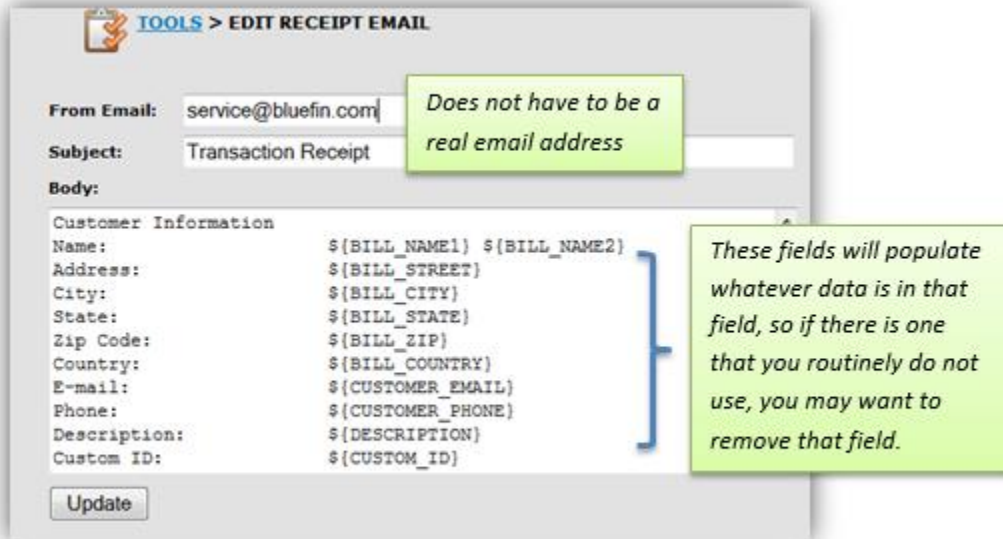 TOOLS > EDIT RECEIPT EMAIL
From Email: service@bluefin.com
Does not have to be a
real email address
Subject: Transaction Receipt
Body:
Customer Information
Name: ${BILL_NAME1} ${BILL_NAME2}
Address: ${BILL_STREET}
City: ${BILL_CITY}
State: ${BILL_STATE}
Zip Code: ${BILL_ZIP}
Country: ${BILL_COUNTRY}
E-mail: ${CUSTOMER_EMAIL}
Phone: ${CUSTOMER_PHONE}
Description: ${DESCRIPTION}
Custom ID: ${CUSTOM_ID}
These fields will populate
whatever data is in that
field, so if there is one
that you routinely do not
use, you may want to
remove that field.
Update